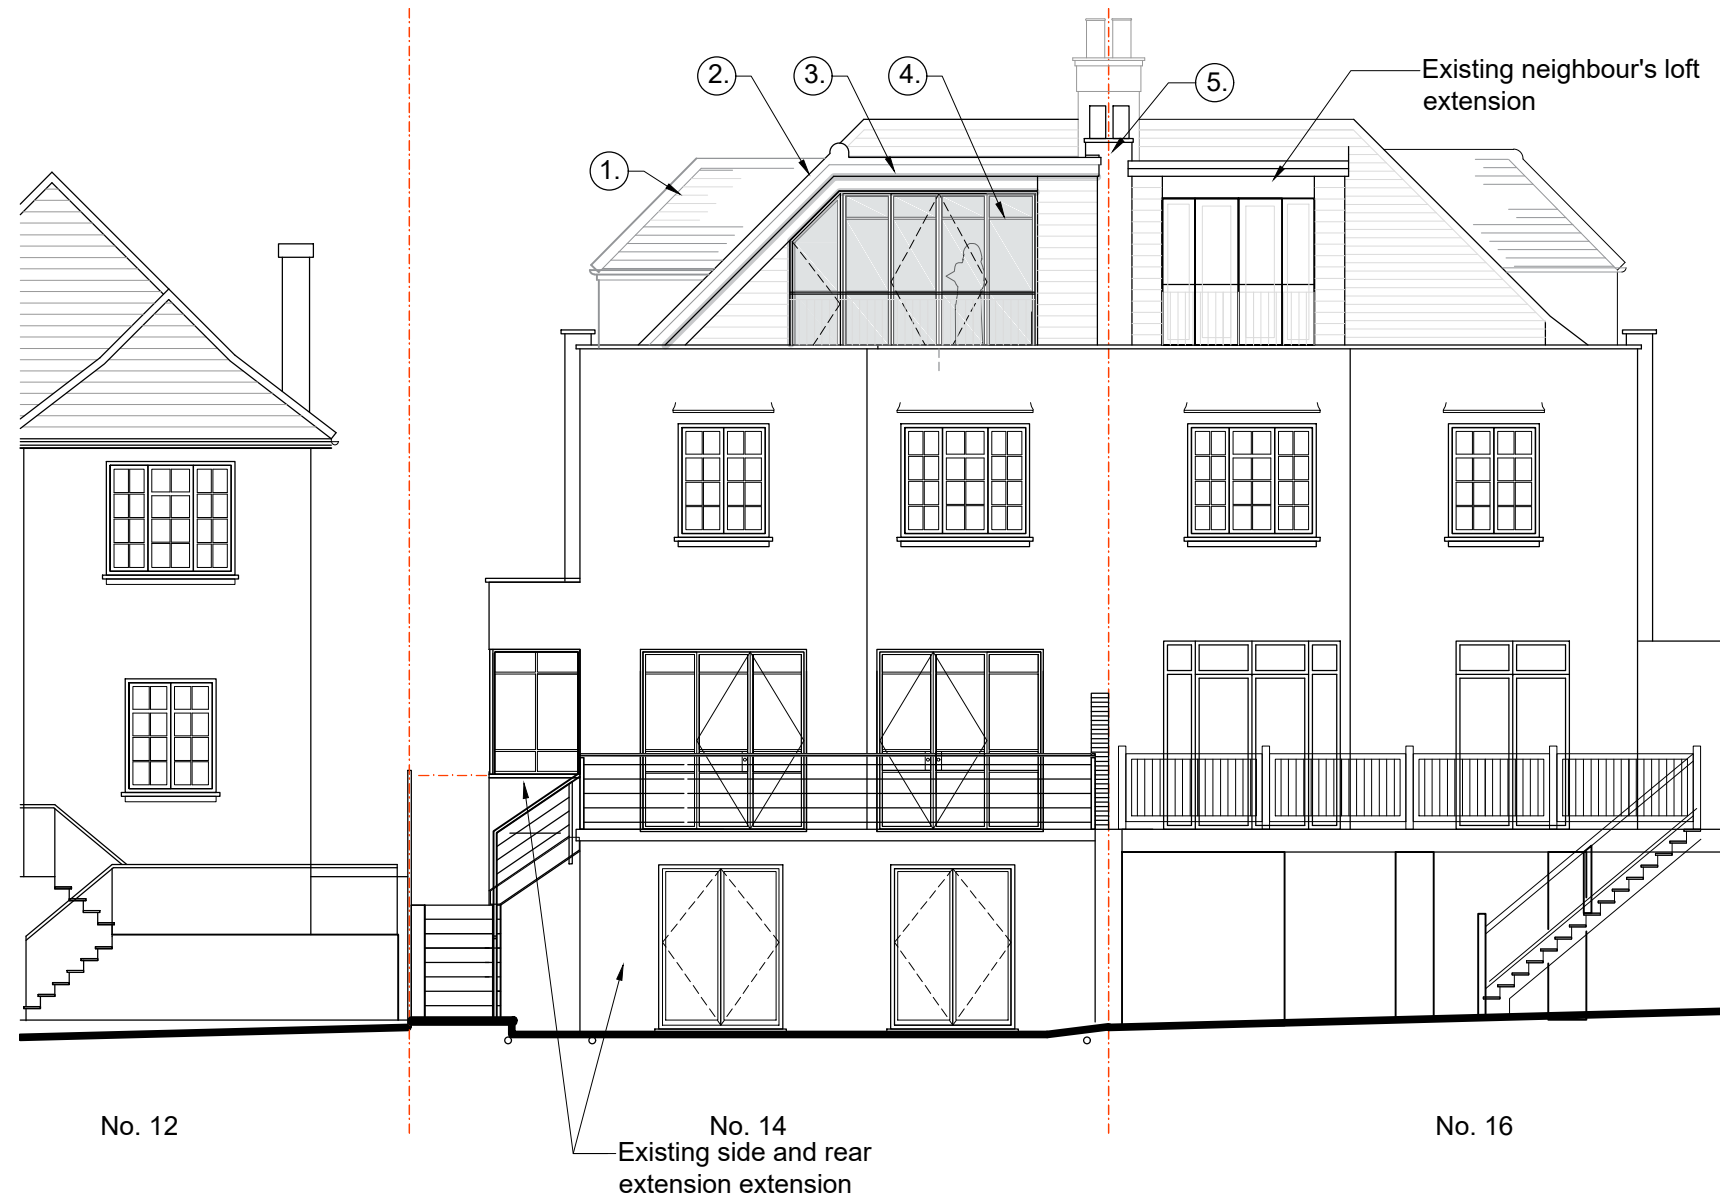 2.
3.
4.
5.
Existing neighbour's loft
extension
1.
No. 12
No. 14
No. 16
Existing side and rear
extension extension